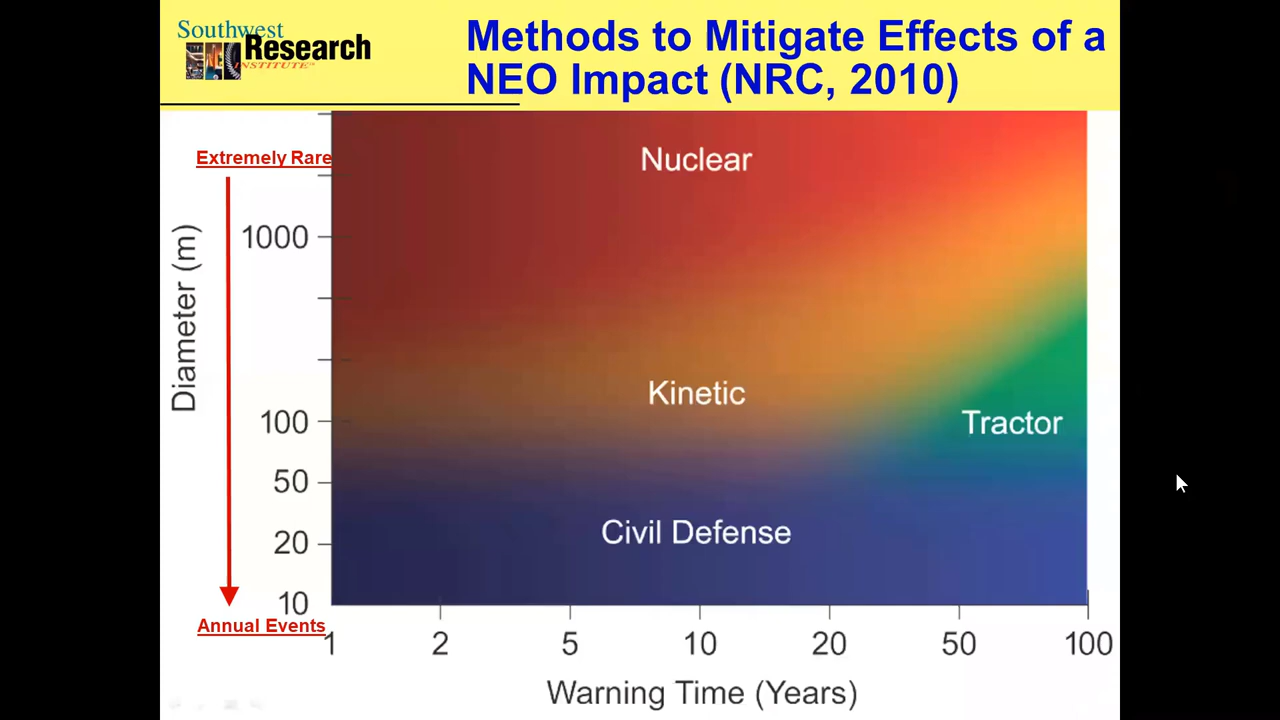 Southwest
Research
INSTITUTE
Methods to Mitigate Effects of a
NEO Impact (NRC, 2010)
Extremely Rare
Nuclear
1000
Diameter (m)
Kinetic
100
Tractor
50
Civil Defense
20
10
Annual Events
1 2 5 10 20 50 100
Warning Time (Years)